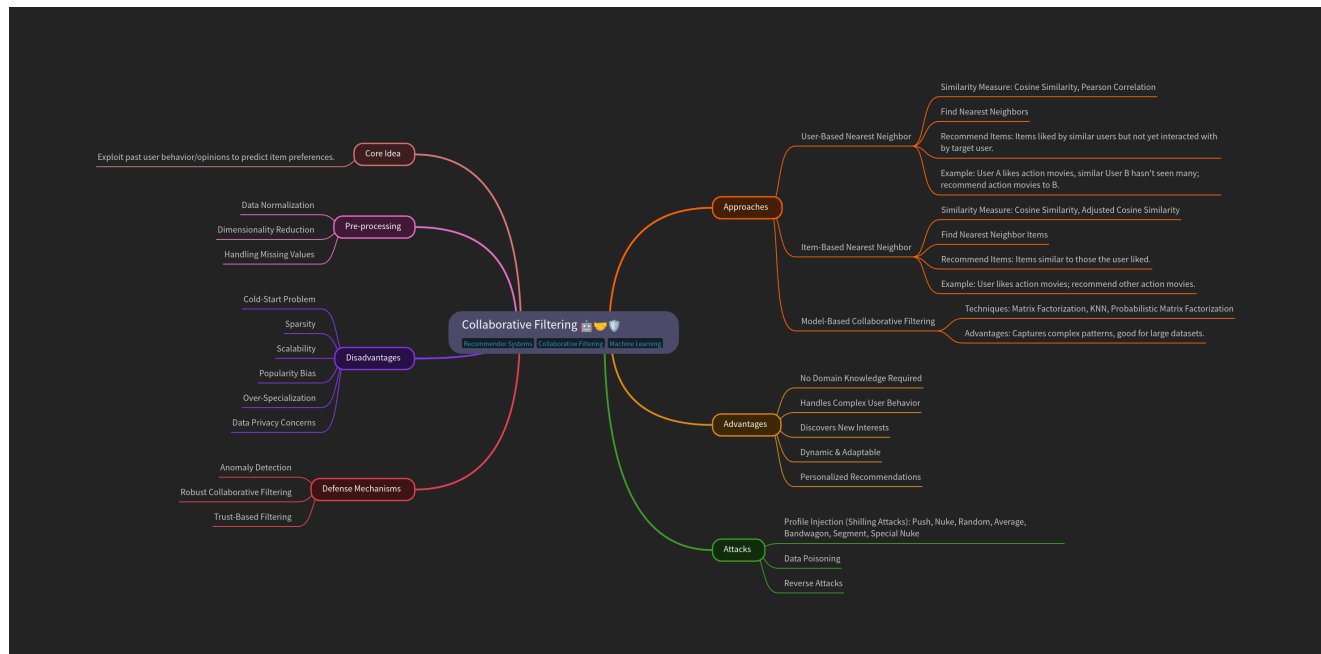 Collaborative Filtering 🤖🤝🛡️
Recommender Systems Collaborative Filtering Machine Learning
Core Idea
Exploit past user behavior/opinions to predict item preferences.
Pre-processing
Data Normalization
Dimensionality Reduction
Handling Missing Values
Disadvantages
Cold-Start Problem
Sparsity
Scalability
Popularity Bias
Over-Specialization
Data Privacy Concerns
Defense Mechanisms
Anomaly Detection
Robust Collaborative Filtering
Trust-Based Filtering
Approaches
User-Based Nearest Neighbor
Similarity Measure: Cosine Similarity, Pearson Correlation
Find Nearest Neighbors
Recommend Items: Items liked by similar users but not yet interacted with
by target user.
Example: User A likes action movies, similar User B hasn't seen many;
recommend action movies to B.
Item-Based Nearest Neighbor
Similarity Measure: Cosine Similarity, Adjusted Cosine Similarity
Find Nearest Neighbor Items
Recommend Items: Items similar to those the user liked.
Example: User likes action movies; recommend other action movies.
Model-Based Collaborative Filtering
Techniques: Matrix Factorization, KNN, Probabilistic Matrix Factorization
Advantages: Captures complex patterns, good for large datasets.
Advantages
No Domain Knowledge Required
Handles Complex User Behavior
Discovers New Interests
Dynamic & Adaptable
Personalized Recommendations
Attacks
Profile Injection (Shilling Attacks): Push, Nuke, Random, Average,
Bandwagon, Segment, Special Nuke
Data Poisoning
Reverse Attacks